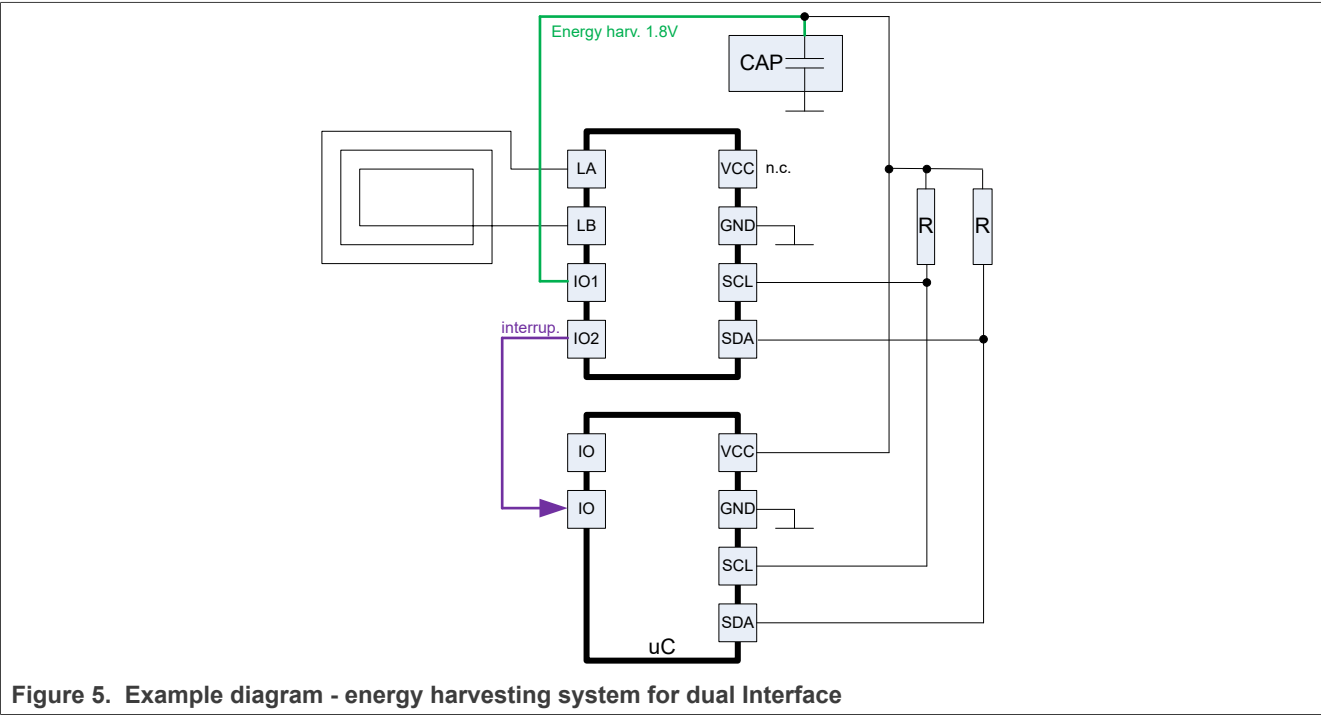 Energy harv. 1.8V
CAP
LA
VCC
n.c.
LB
GND
R
R
IO1
SCL
interrup.
IO2
SDA
IO
VCC
IO
GND
SCL
SDA
uC
Figure 5. Example diagram - energy harvesting system for dual Interface